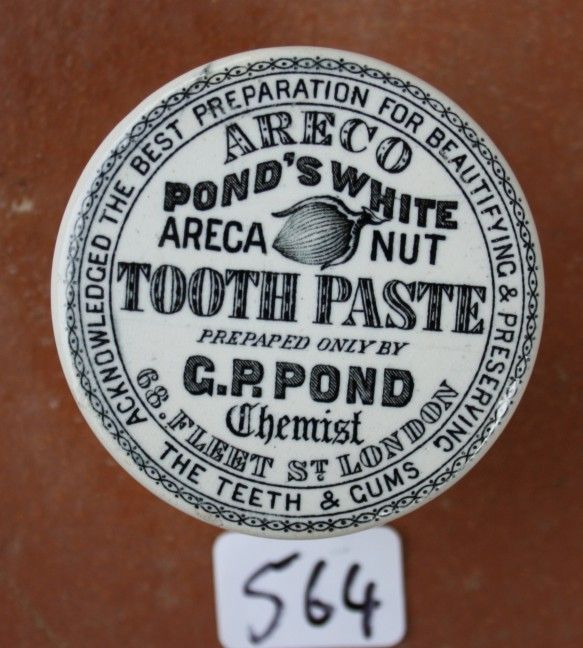 ACKNOWLEDGED THE BEST PREPARATION FOR BEAUTIFYING & PRESERVING
THE TEETH & GUMS
ARECO
POND'S WHITE
ARECA NUT
TOOTH PASTE
PREPAPED ONLY BY
G.P. POND
Chemist
68. FLEET ST LONDON
564